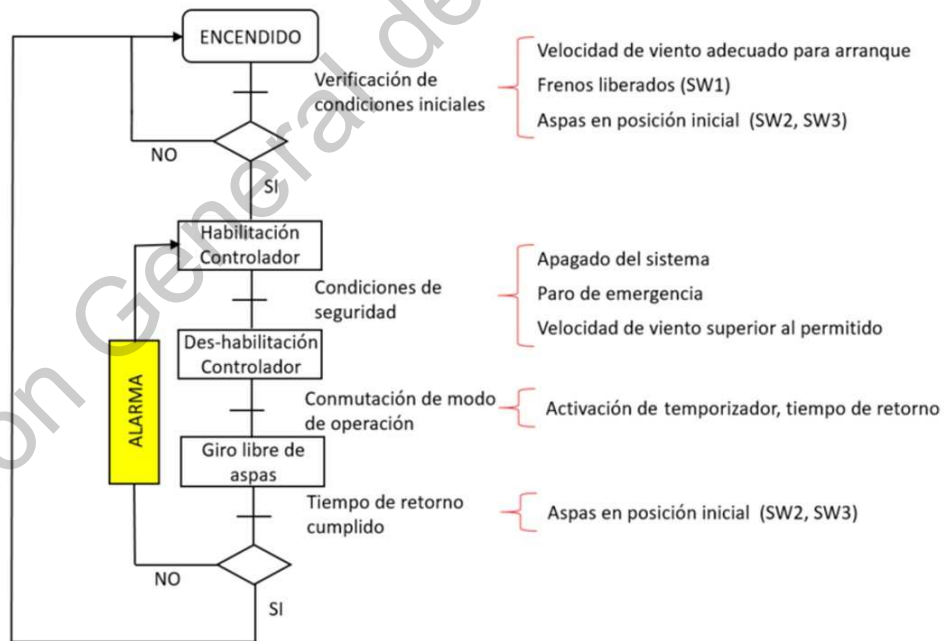 ENCENDIDO
Verificación de
condiciones iniciales
Velocidad de viento adecuado para arranque
Frenos liberados (SW1)
Aspas en posición inicial (SW2, SW3)
NO
SI
Habilitación
Controlador
Condiciones de
seguridad
Apagado del sistema
Paro de emergencia
Velocidad de viento superior al permitido
Des-habilitación
Controlador
ALARMA
Conmutación de modo
de operación
Activación de temporizador, tiempo de retorno
Giro libre de
aspas
Tiempo de retorno
cumplido
Aspas en posición inicial (SW2, SW3)
NO
SI
ón General de